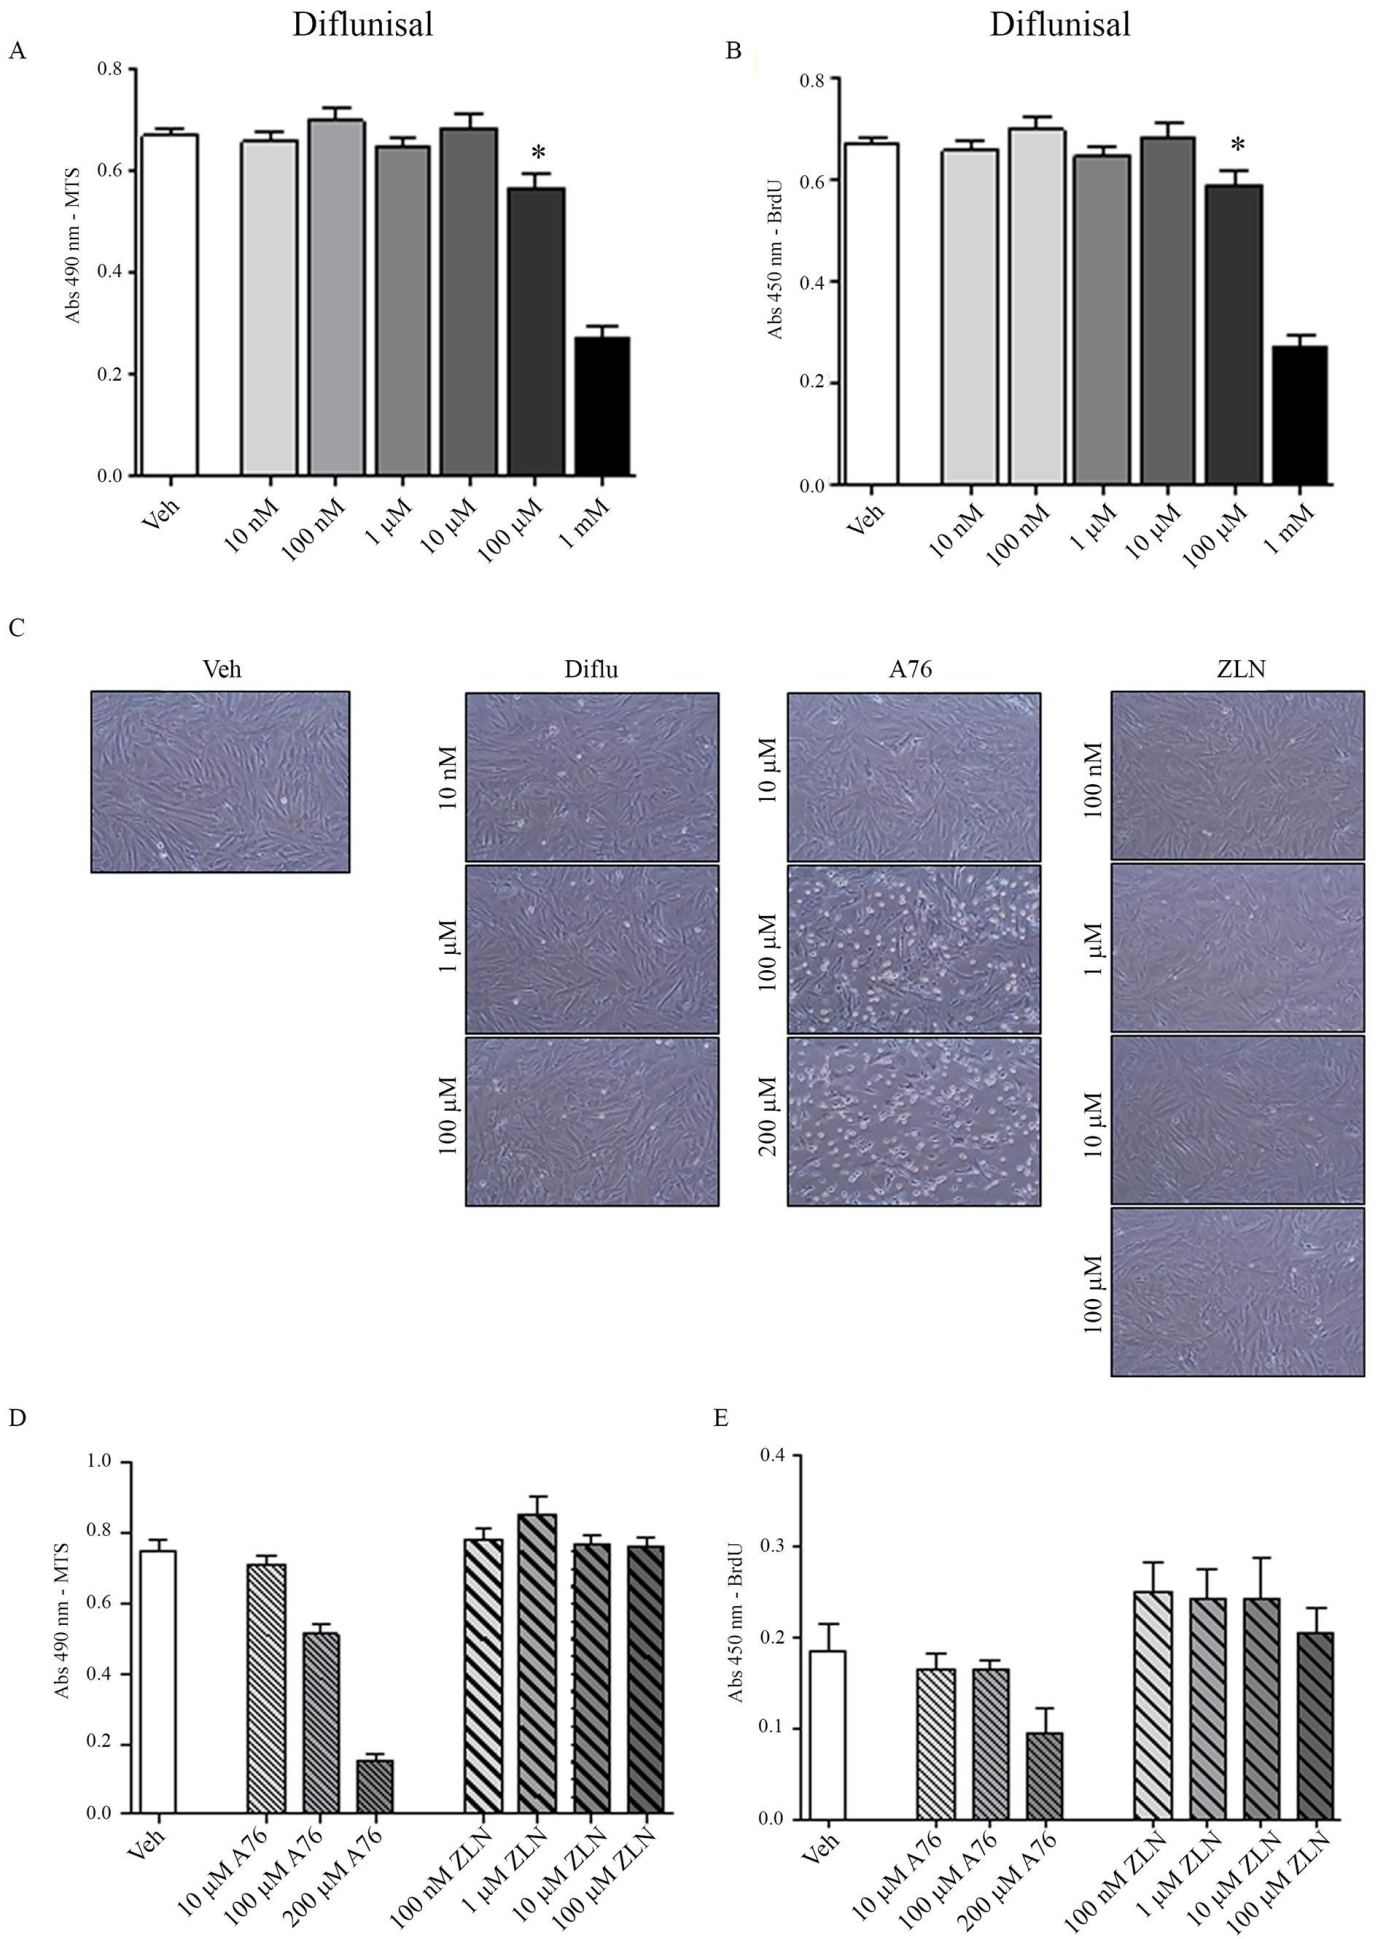 Diflunisal
Diflunisal
A
B
0.8
0.6
0.4
0.2
0.0
Abs 490 nm - MTS
*
Veh
10 nM
100 nM
1 µM
10 µM
100 µM
1 mM
0.8
0.6
0.4
0.2
0.0
Abs 450 nm - BrdU
*
Veh
10 nM
100 nM
1 µM
10 µM
100 µM
1 mM
C
Veh
Diflu
A76
ZLN
10 nM
1 µM
100 µM
10 µM
100 µM
200 µM
100 nM
1 µM
10 µM
100 µM
D
E
1.0
0.8
0.6
0.4
0.2
0.0
Abs 490 nm - MTS
Veh
10 µM A76
100 µM A76
200 µM A76
100 nM ZLN
1 µM ZLN
10 µM ZLN
100 µM ZLN
0.4
0.3
0.2
0.1
0.0
Abs 450 nm - BrdU
Veh
10 µM A76
100 µM A76
200 µM A76
100 nM ZLN
1 µM ZLN
10 µM ZLN
100 µM ZLN